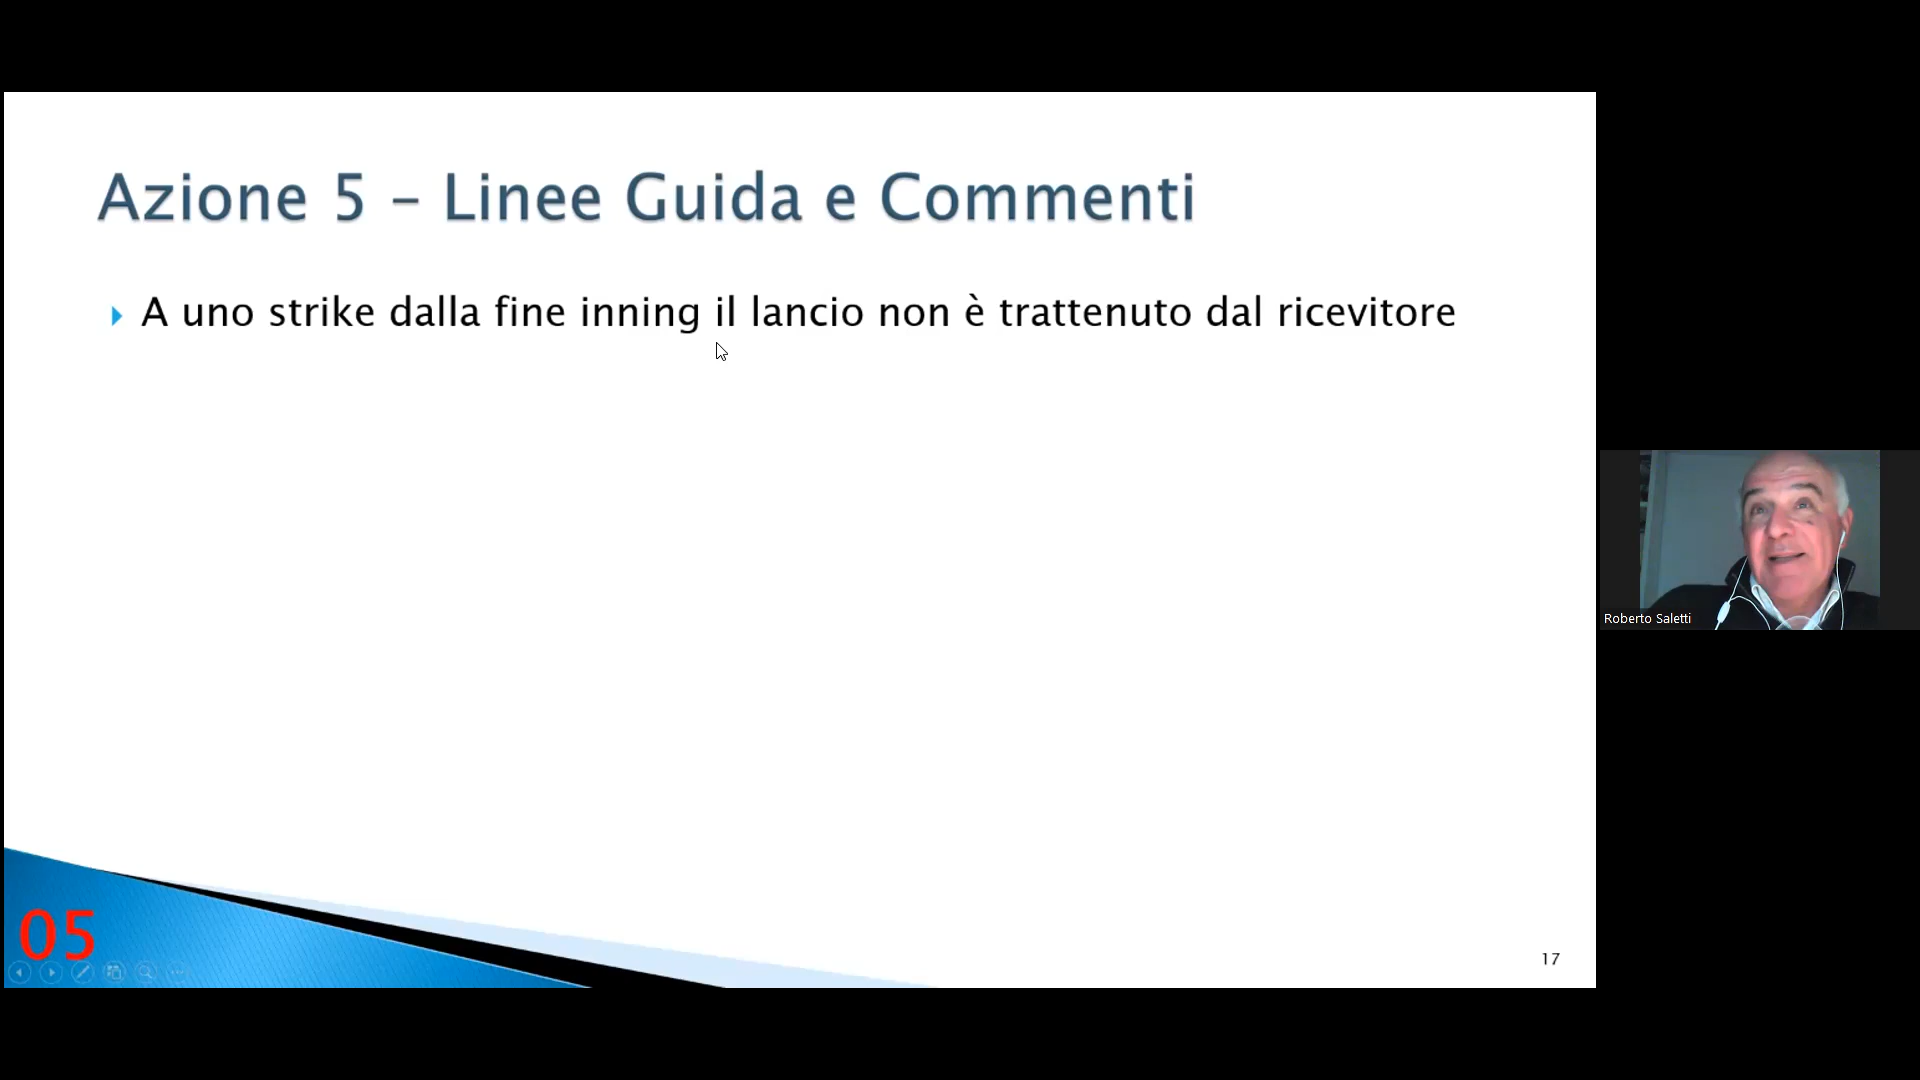 Azione 5 – Linee Guida e Commenti
A uno strike dalla fine inning il lancio non è trattenuto dal ricevitore
Roberto Saletti
05
17